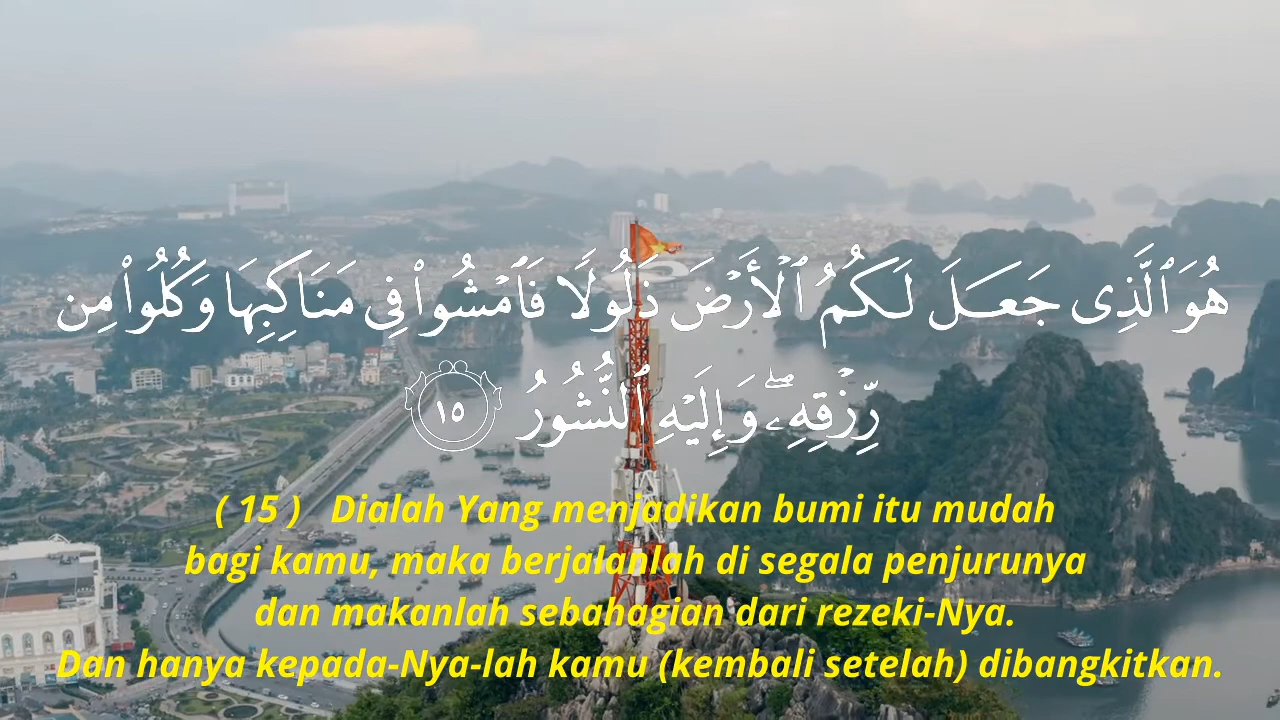 هُوَ ٱلَّذِى جَعَلَ لَكُمُ ٱلْأَرْضَ ذَلُولًا فَٱمْشُوا۟ فِى مَنَاكِبِهَا وَكُلُوا۟ مِن
رِّزْقِهِۦ ۖ وَإِلَيْهِ ٱلنُّشُورُ ١٥
( 15 ) Dialah Yang menjadikan bumi itu mudah
bagi kamu, maka berjalanlah di segala penjurunya
dan makanlah sebahagian dari rezeki-Nya.
Dan hanya kepada-Nya-lah kamu (kembali setelah) dibangkitkan.